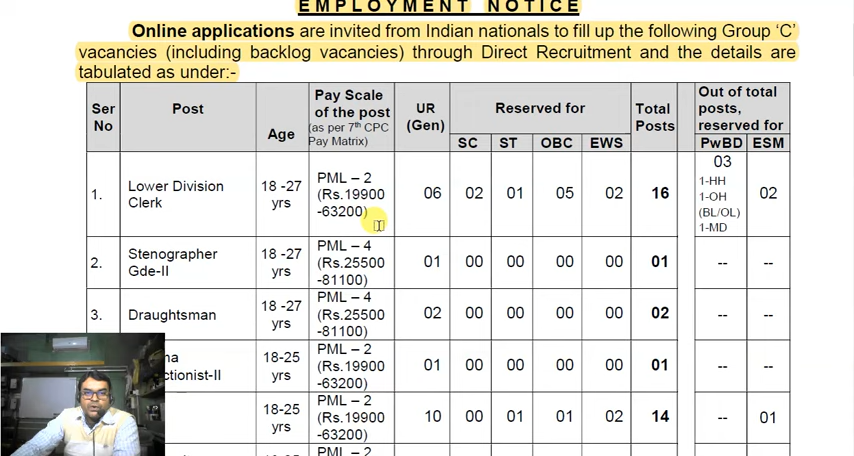 EMPLOYMENT NOTICE
Online applications are invited from Indian nationals to fill up the following Group ‘C’
vacancies (including backlog vacancies) through Direct Recruitment and the details are
tabulated as under:-
Ser No Post Age Pay Scale of the post (as per 7th CPC Pay Matrix) UR (Gen) Reserved for Total Posts Out of total posts, reserved for
SC ST OBC EWS PwBD ESM
1. Lower Division Clerk 18 -27 yrs PML – 2 (Rs.19900 -63200) 06 02 01 05 02 16 03 1-HH 1-OH (BL/OL) 1-MD 02
2. Stenographer Gde-II 18 -27 yrs PML – 4 (Rs.25500 -81100) 01 00 00 00 00 01 -- --
3. Draughtsman 18 -27 yrs PML – 4 (Rs.25500 -81100) 02 00 00 00 00 02 -- --
18-25 yrs PML – 2 (Rs.19900 -63200) 01 00 00 00 00 01 -- --
18-25 yrs PML – 2 (Rs.19900 -63200) 10 00 01 01 02 14 -- 01
PML – 2